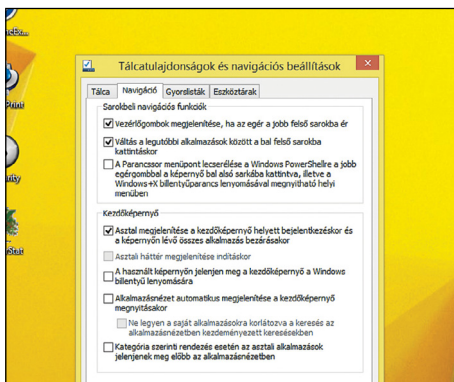 Print
Tálcatulajdonságok és navigációs beállítások
Tálca
Navigáció
Gyorslisták
Eszköztárak
Sarokbeli navigációs funkciók
Vezérlőgombok megjelenítése, ha az egér a jobb felső sarokba ér
Váltás a legutóbbi alkalmazások között a bal felső sarokba
kattintáskor
A Parancssor menüpont lecserélése a Windows PowerShellre a jobb
egérgombbal a képernyő bal alsó sarkába kattintva, illetve a
Windows+X billentyűparancs lenyomásával megnyitható helyi
menüben
Kezdőképernyő
Asztal megjelenítése a kezdőképernyő helyett bejelentkezéskor és
a képernyőn lévő összes alkalmazás bezárásakor
Asztali háttér megjelenítése indításkor
A használt képernyőn jelenjen meg a kezdőképernyő a Windows
billentyű lenyomására
Alkalmazásnézet automatikus megjelenítése a kezdőképernyő
megnyitásakor
Ne legyen a saját alkalmazásokra korlátozva a keresés az
alkalmazásnézetben kezdeményezett keresésekben
Kategória szerinti rendezés esetén az asztali alkalmazások
jelenjenek meg előbb az alkalmazásnézetben